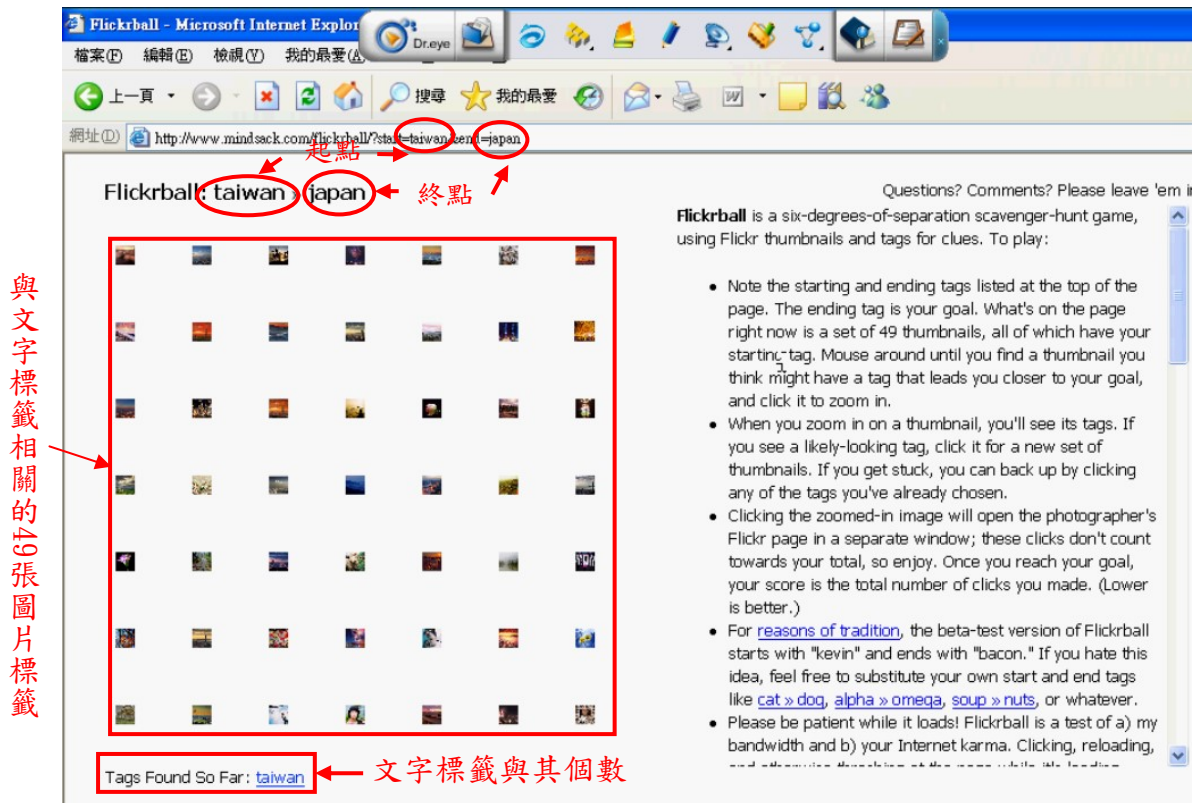 Flickrball - Microsoft Internet Explor
Dr.eye
檔案(F) 編輯(E) 檢視(V) 我的最愛(A)
上一頁 搜尋 我的最愛
網址(D) http://www.mindsack.com/flickrball/?start=taiwan&end=japan
起點
Flickrball: taiwan » japan
終點
Questions? Comments? Please leave 'em in
Flickrball is a six-degrees-of-separation scavenger-hunt game,
using Flickr thumbnails and tags for clues. To play:
• Note the starting and ending tags listed at the top of the
page. The ending tag is your goal. What's on the page
right now is a set of 49 thumbnails, all of which have your
starting tag. Mouse around until you find a thumbnail you
think might have a tag that leads you closer to your goal,
and click it to zoom in.
• When you zoom in on a thumbnail, you'll see its tags. If
you see a likely-looking tag, click it for a new set of
thumbnails. If you get stuck, you can back up by clicking
any of the tags you've already chosen.
• Clicking the zoomed-in image will open the photographer's
Flickr page in a separate window; these clicks don't count
towards your total, so enjoy. Once you reach your goal,
your score is the total number of clicks you made. (Lower
is better.)
• For reasons of tradition, the beta-test version of Flickrball
starts with "kevin" and ends with "bacon." If you hate this
idea, feel free to substitute your own start and end tags
like cat » dog, alpha » omega, soup » nuts, or whatever.
• Please be patient while it loads! Flickrball is a test of a) my
bandwidth and b) your Internet karma. Clicking, reloading,
and otherwise thrashing at the page while it's loading
與文字標籤相關的49張圖片標籤
Tags Found So Far: taiwan
文字標籤與其個數